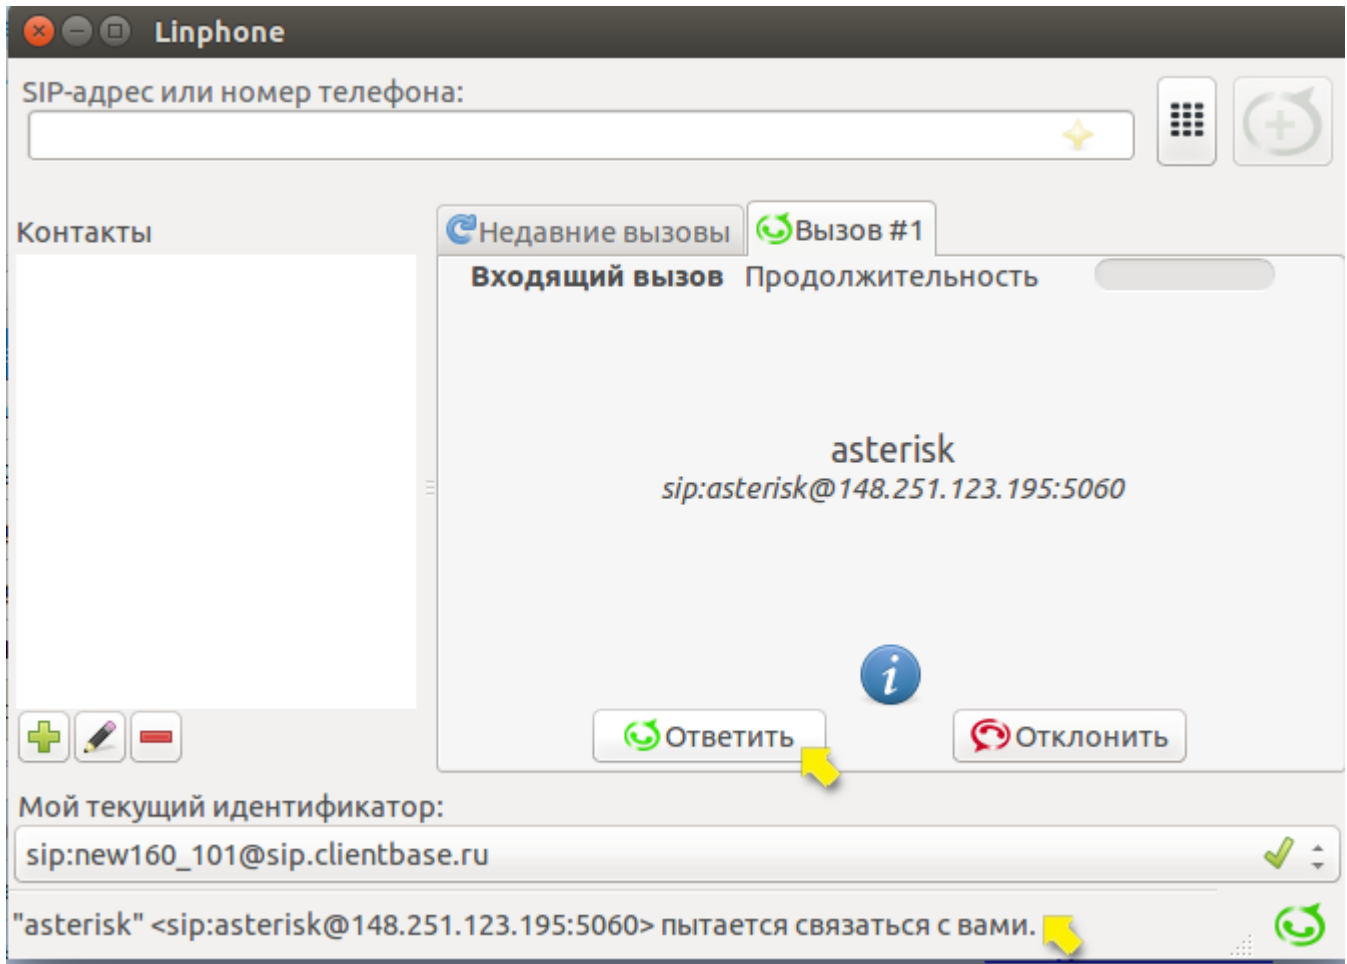 Linphone
SIP-адрес или номер телефона:
Контакты
Недавние вызовы
Вызов #1
Входящий вызов Продолжительность
asterisk
sip:asterisk@148.251.123.195:5060
i
Ответить
Отклонить
Мой текущий идентификатор:
sip:new160_101@sip.clientbase.ru
"asterisk" <sip:asterisk@148.251.123.195:5060> пытается связаться с вами.